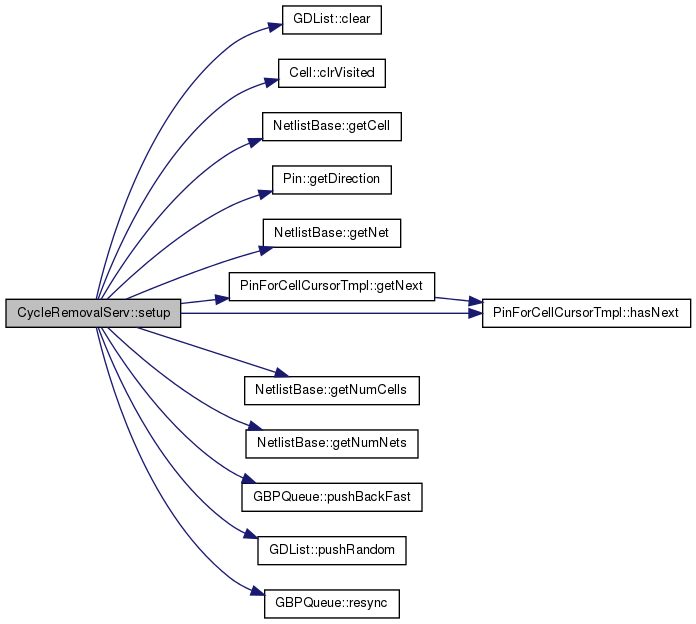 GDList::clear
Cell::clrVisited
NetlistBase::getCell
Pin::getDirection
NetlistBase::getNet
PinForCellCursorTmpl::getNext
CycleRemovalServ::setup
PinForCellCursorTmpl::hasNext
NetlistBase::getNumCells
NetlistBase::getNumNets
GBPQueue::pushBackFast
GDList::pushRandom
GBPQueue::resync